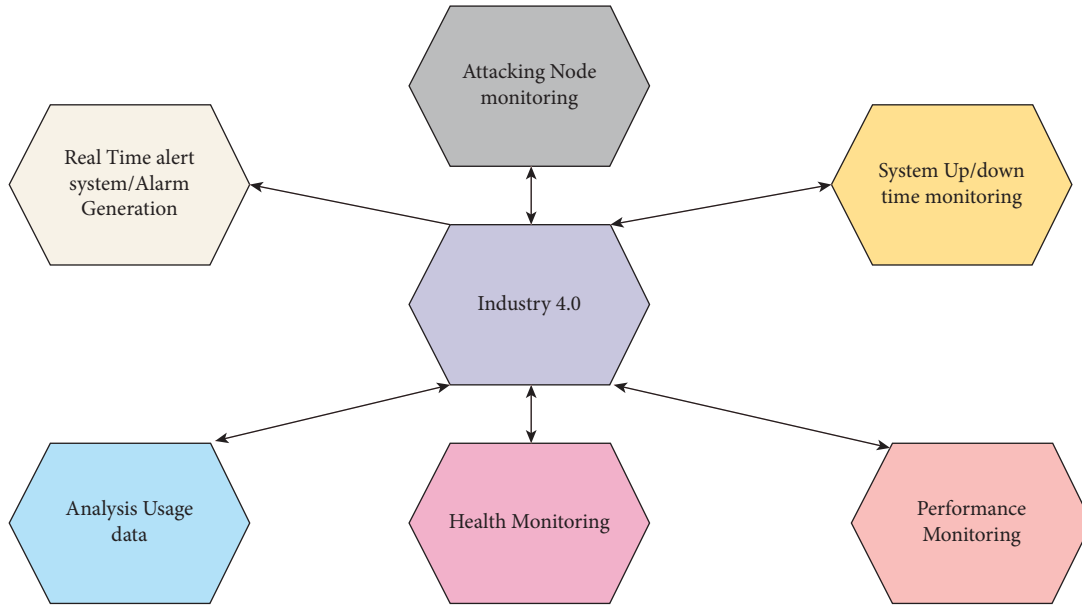 Attacking Node
monitoring
Real Time alert
system/Alarm
Generation
System Up/down
time monitoring
Industry 4.0
Analysis Usage
data
Health Monitoring
Performance
Monitoring